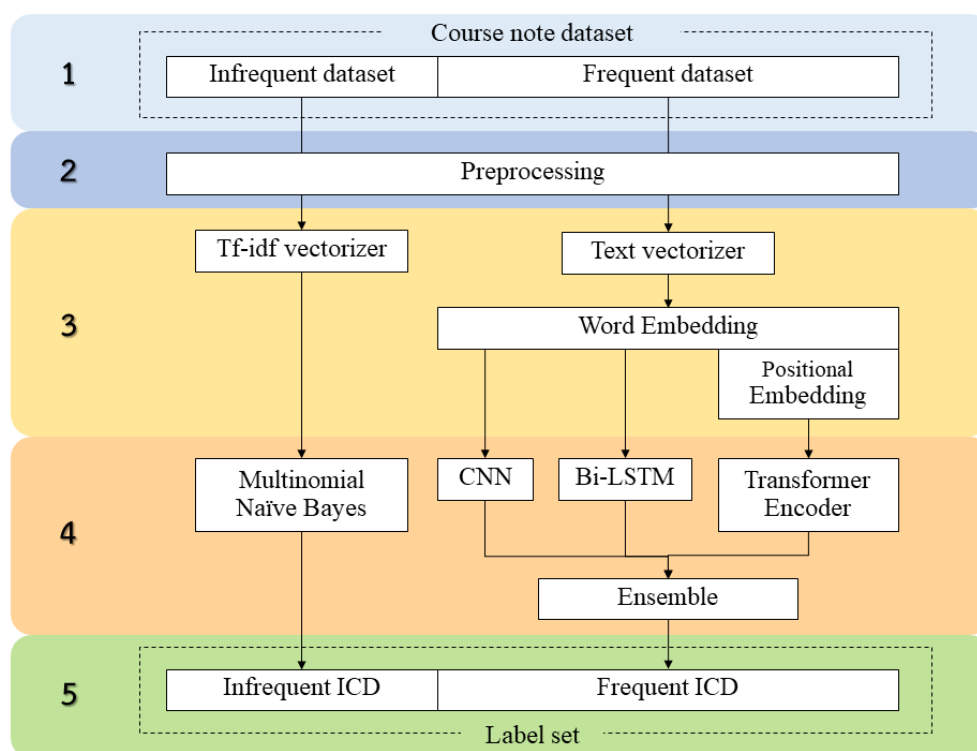 Course note dataset
1
Infrequent dataset
Frequent dataset
2
Preprocessing
Tf-idf vectorizer
Text vectorizer
3
Word Embedding
Positional
Embedding
4
Multinomial
Naïve Bayes
CNN
Bi-LSTM
Transformer
Encoder
Ensemble
5
Infrequent ICD
Frequent ICD
Label set